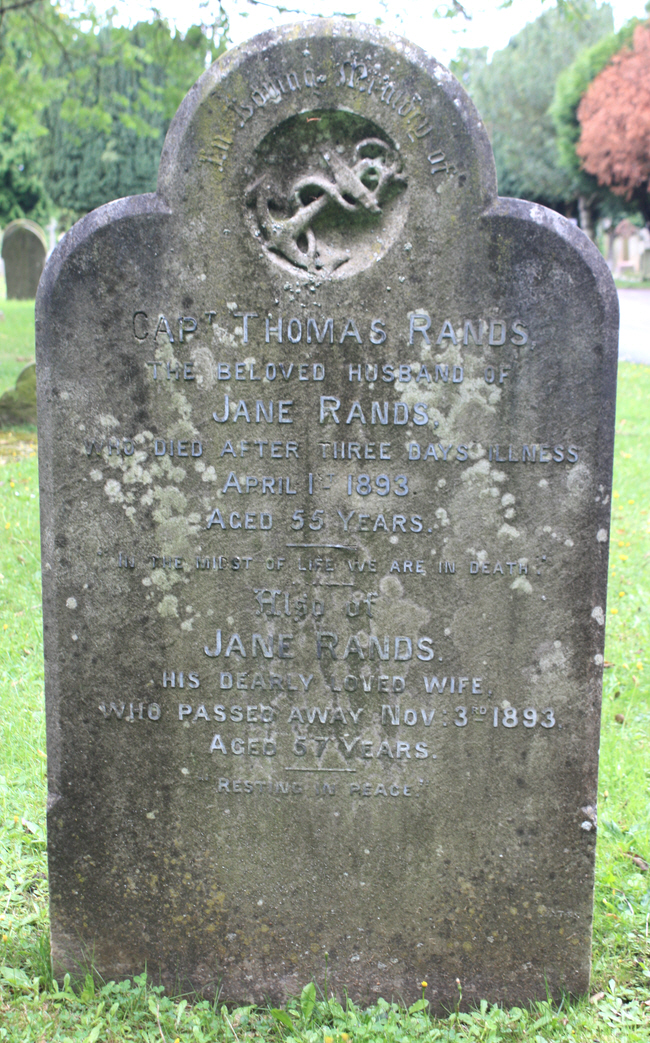 In Loving Memory of
CAPT THOMAS RANDS,
THE BELOVED HUSBAND OF
JANE RANDS,
WHO DIED AFTER THREE DAYS ILLNESS
APRIL 1ST 1893.
AGED 55 YEARS.
"IN THE MIDST OF LIFE WE ARE IN DEATH."
Also of
JANE RANDS.
HIS DEARLY LOVED WIFE,
WHO PASSED AWAY NOV: 3RD 1893.
AGED 57 YEARS.
"RESTING IN PEACE."